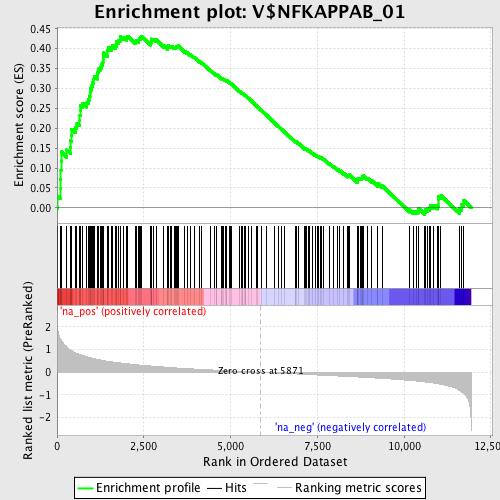 Enrichment plot: V$NFKAPPAB_01
Enrichment score (ES)
0.45
0.40
0.35
0.30
0.25
0.20
0.15
0.10
0.05
0.00
'na_pos' (positively correlated)
Ranked list metric (PreRanked)
2
1
0
-1
-2
Zero cross at 5871
'na_neg' (negatively correlated)
0
2,500
5,000
7,500
10,000
12,500
Rank in Ordered Dataset
Enrichment profile
Hits
Ranking metric scores